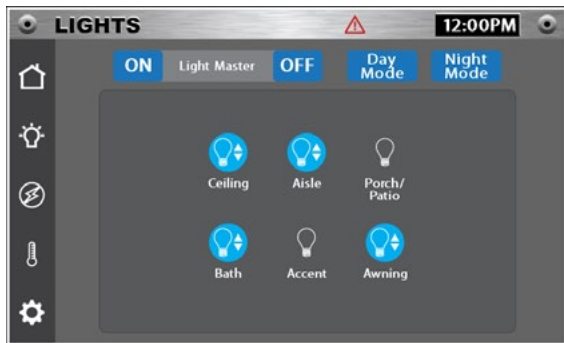 LIGHTS
12:00PM
ON Light Master OFF
Day
Mode
Night
Mode
Ceiling
Aisle
Porch/
Patio
Bath
Accent
Awning